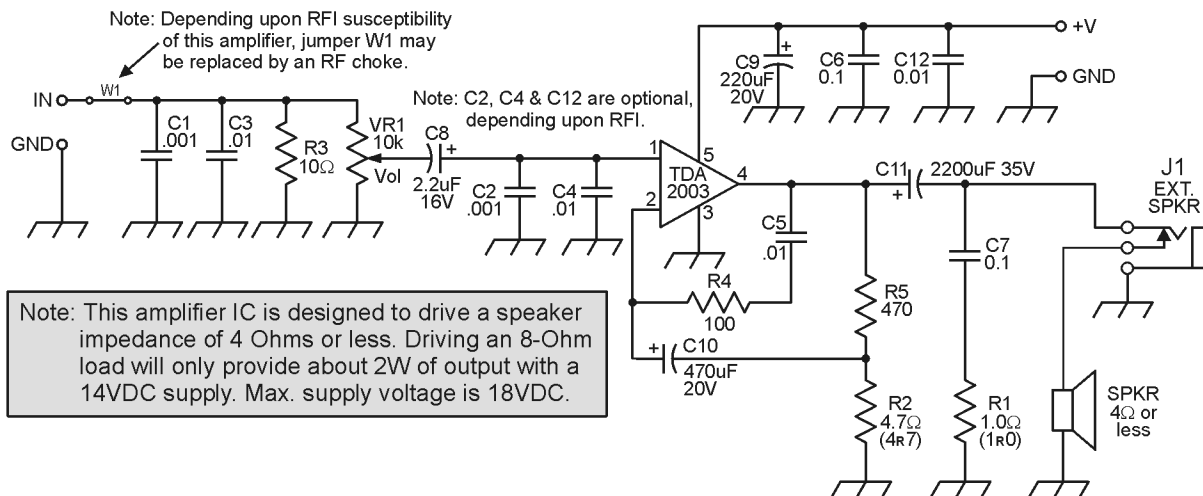 Note: Depending upon RFI susceptibility
of this amplifier, jumper W1 may
be replaced by an RF choke.
IN
W1
GND
C1
.001
C3
.01
R3
10Ω
VR1
10k
Vol
C8
+
2.2uF
16V
Note: C2, C4 & C12 are optional,
depending upon RFI.
C2
.001
C4
.01
1
2
TDA
2003
5
4
3
C9
+
220uF
20V
C6
0.1
C12
0.01
+V
GND
C5
.01
R4
100
+
C10
470uF
20V
R5
470
R2
4.7Ω
(4R7)
C11
+
2200uF 35V
C7
0.1
R1
1.0Ω
(1R0)
J1
EXT.
SPKR
SPKR
4Ω or
less
Note: This amplifier IC is designed to drive a speaker
impedance of 4 Ohms or less. Driving an 8-Ohm
load will only provide about 2W of output with a
14VDC supply. Max. supply voltage is 18VDC.